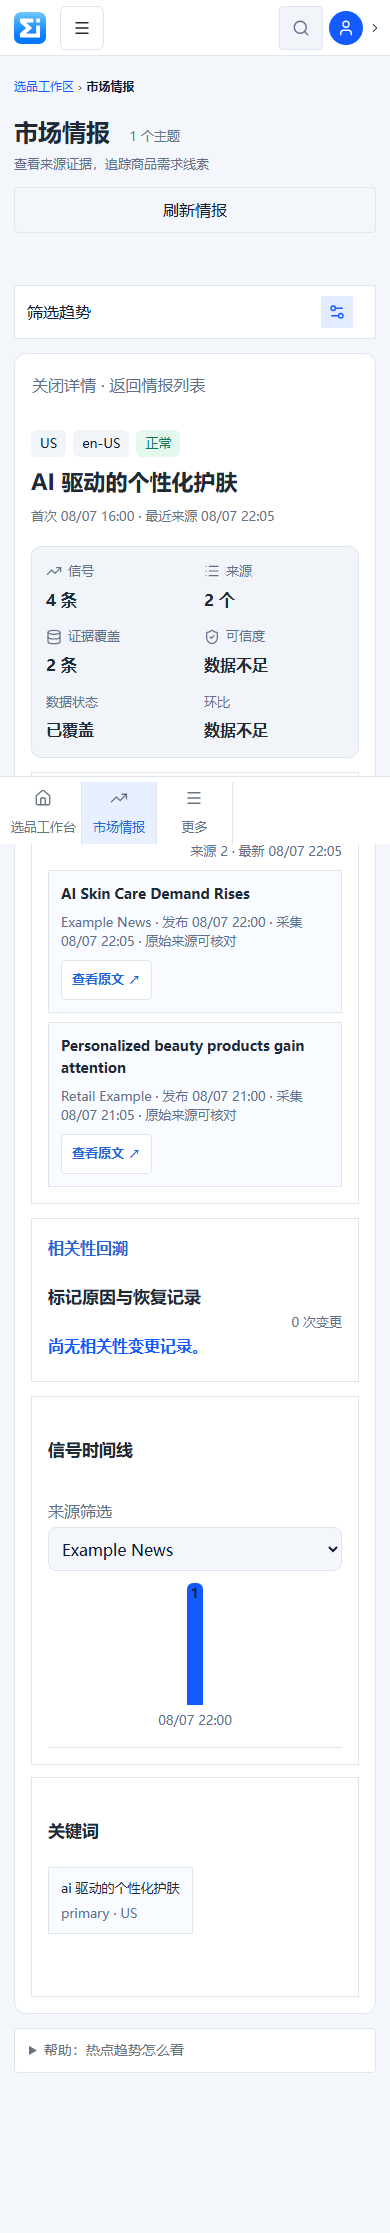 选品工作区 › 市场情报
市场情报 1 个主题
查看来源证据，追踪商品需求线索
刷新情报
筛选趋势
关闭详情 · 返回情报列表
US en-US 正常
AI 驱动的个性化护肤
首次 08/07 16:00 · 最近来源 08/07 22:05
信号 来源
4 条 2 个
证据覆盖 可信度
2 条 数据不足
数据状态 环比
已覆盖 数据不足
选品工作台 市场情报 更多
来源 2 · 最新 08/07 22:05
AI Skin Care Demand Rises
Example News · 发布 08/07 22:00 · 采集
08/07 22:05 · 原始来源可核对
查看原文 ↗
Personalized beauty products gain
attention
Retail Example · 发布 08/07 21:00 · 采集
08/07 21:05 · 原始来源可核对
查看原文 ↗
相关性回溯
标记原因与恢复记录
0 次变更
尚无相关性变更记录。
信号时间线
来源筛选
Example News
1
08/07 22:00
关键词
ai 驱动的个性化护肤
primary · US
▶ 帮助：热点趋势怎么看